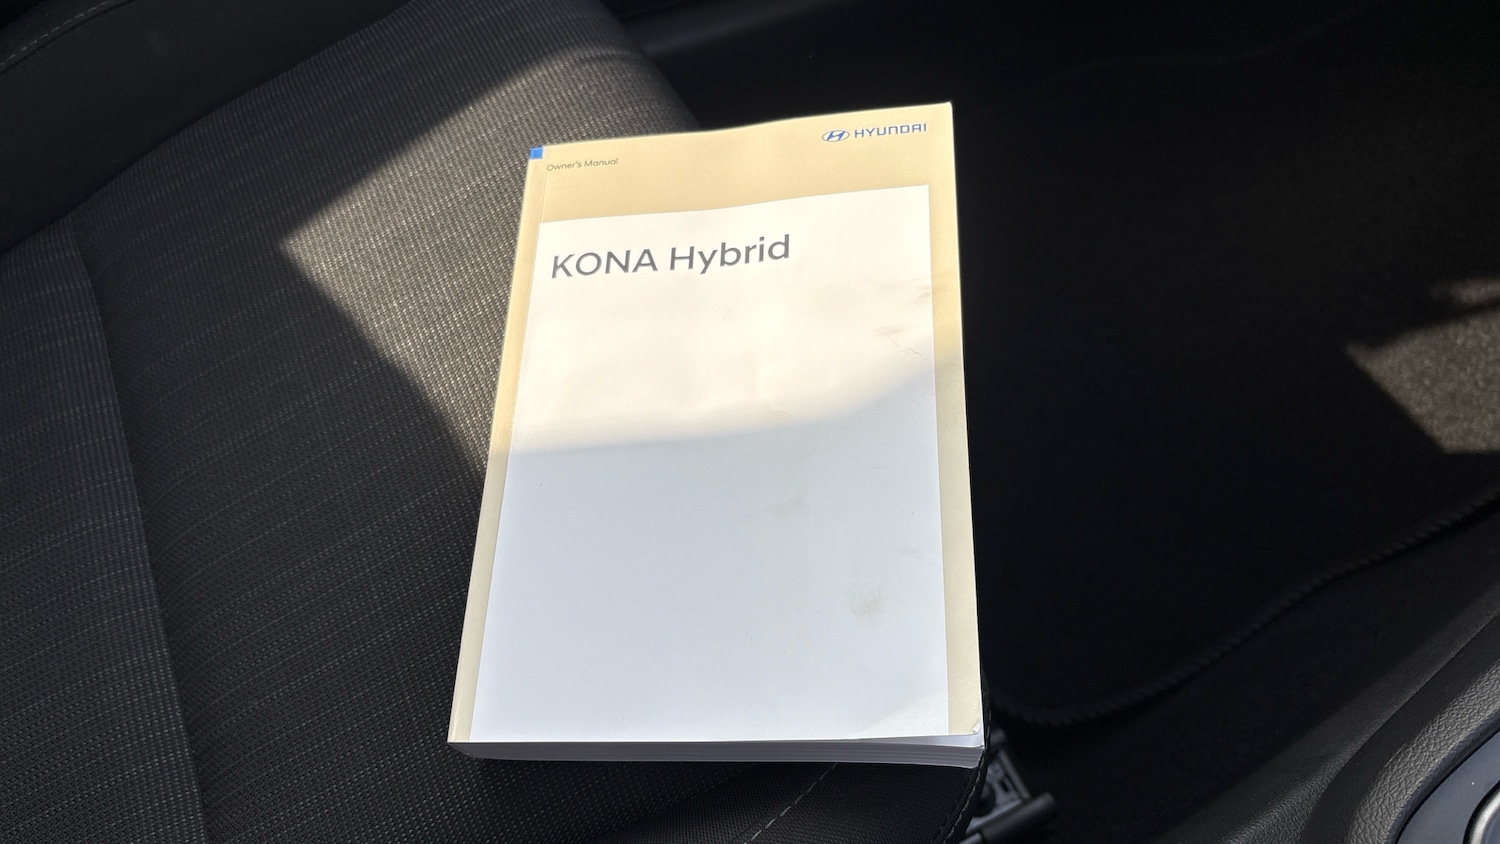 HYUNDAI
Owner's Manual
KONA Hybrid